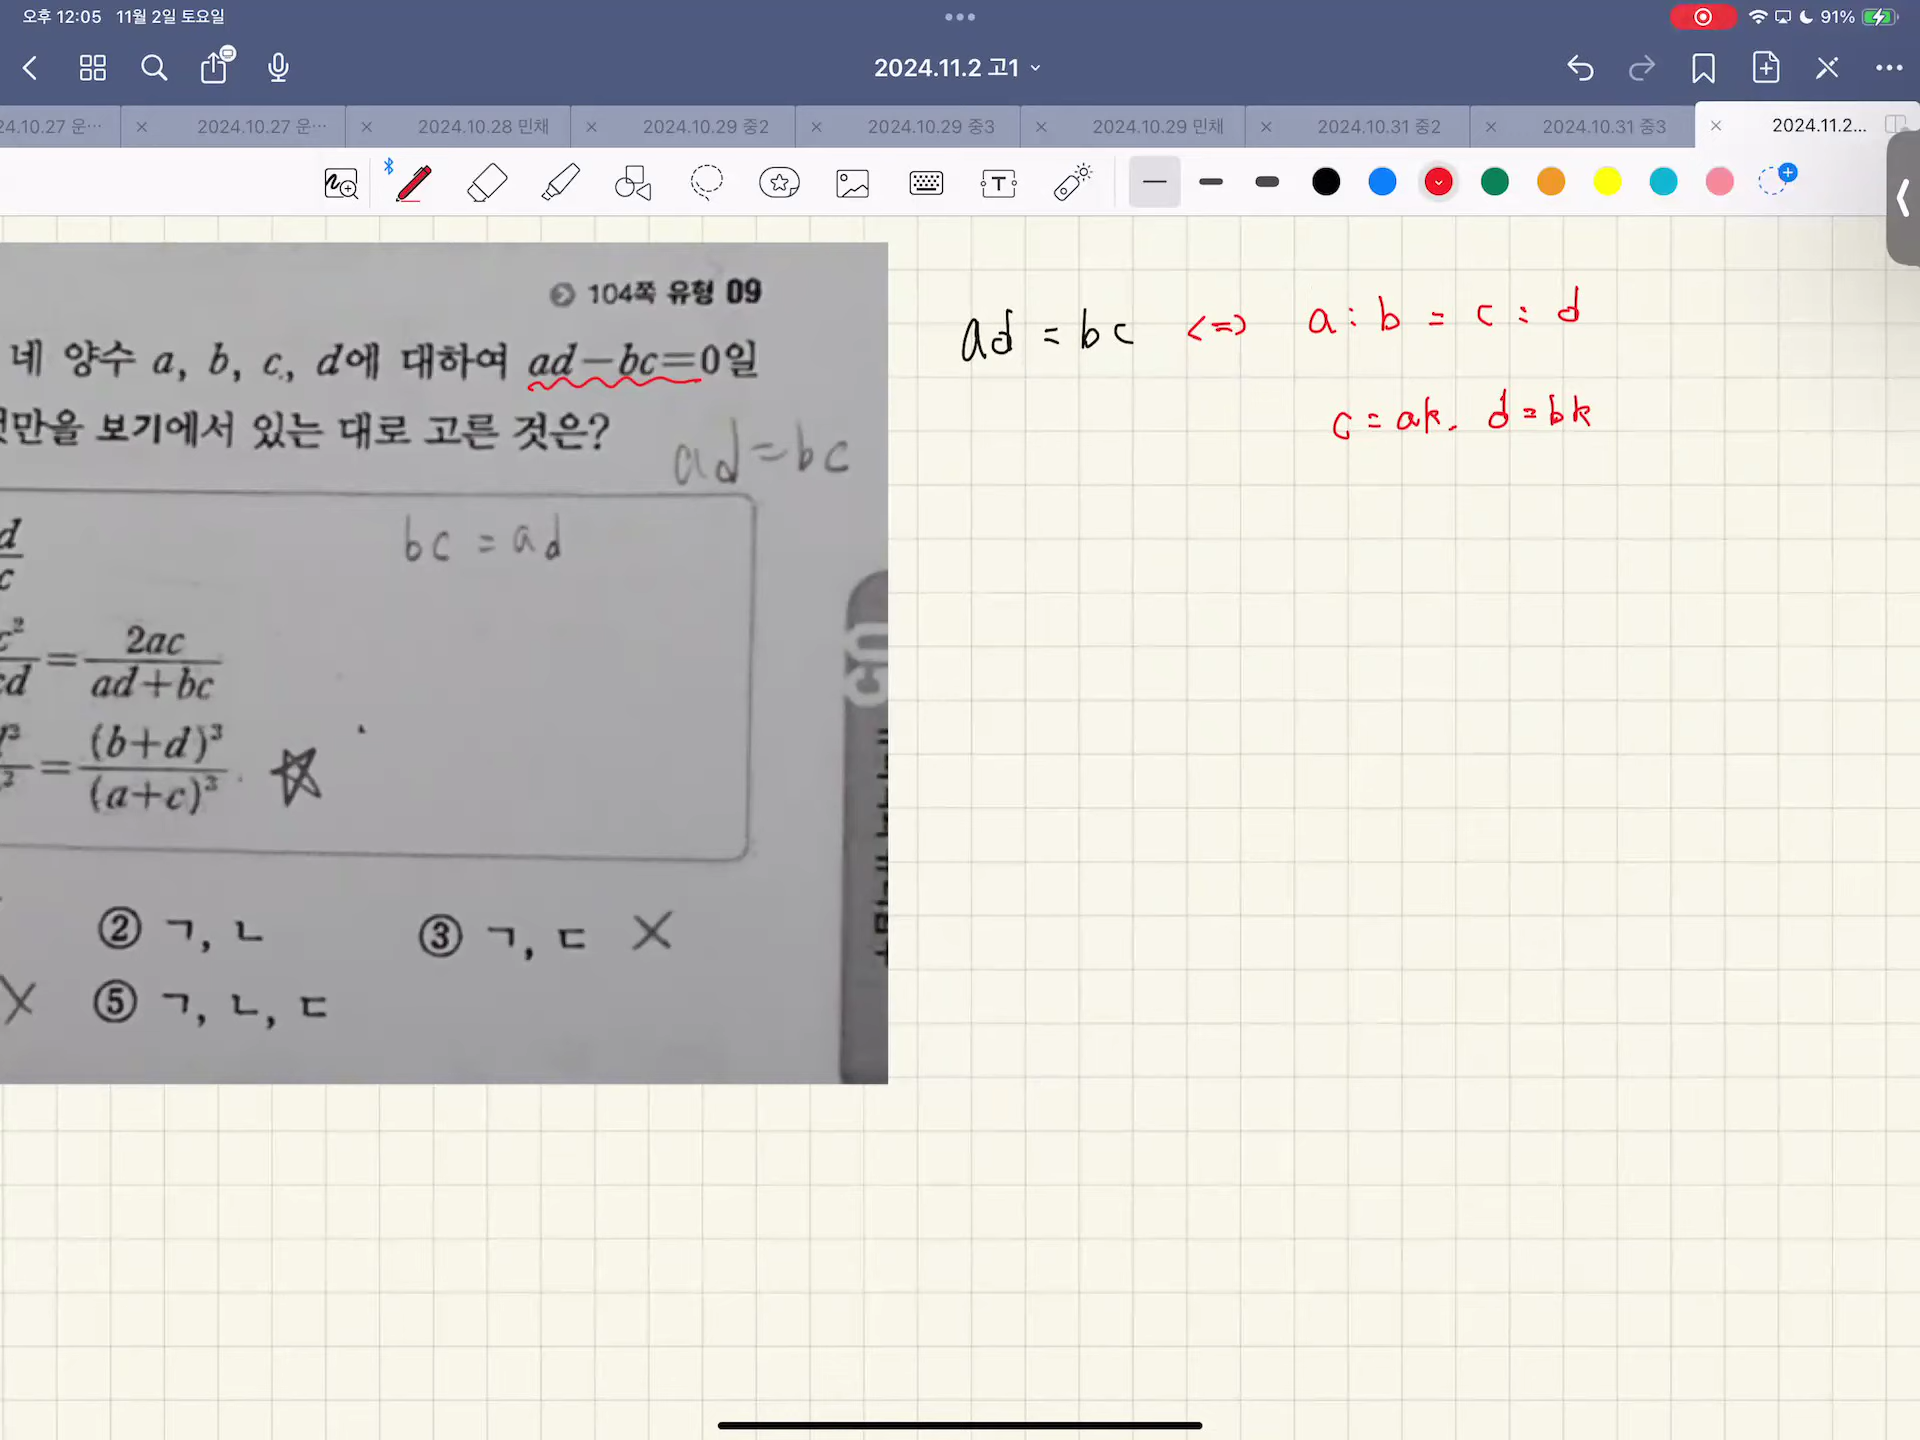 오후 12:05 11월 2일 토요일
91%
2024.11.2 고1
24.10.27 운… 2024.10.27 운… 2024.10.28 민채 2024.10.29 중2 2024.10.29 중3 2024.10.29 민채 2024.10.31 중2 2024.10.31 중3 2024.11.2...
104쪽 유형 09
네 양수 a, b, c, d에 대하여 ad-bc=0일
만을 보기에서 있는 대로 고른 것은?
ad=bc
bc=ad
d/c
c²
cd = 2ac/(ad+bc)
= (b+d)³/(a+c)³
② ㄱ, ㄴ ③ ㄱ, ㄷ X
X ⑤ ㄱ, ㄴ, ㄷ
ad = bc <=> a : b = c : d
c = ak, d = bk